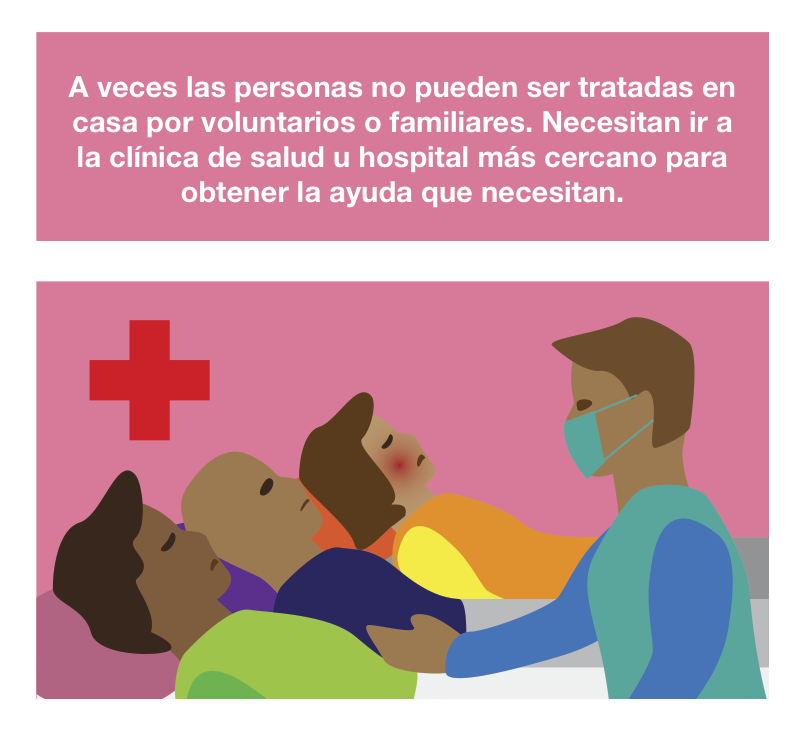 A veces las personas no pueden ser tratadas en
casa por voluntarios o familiares. Necesitan ir a
la clínica de salud u hospital más cercano para
obtener la ayuda que necesitan.